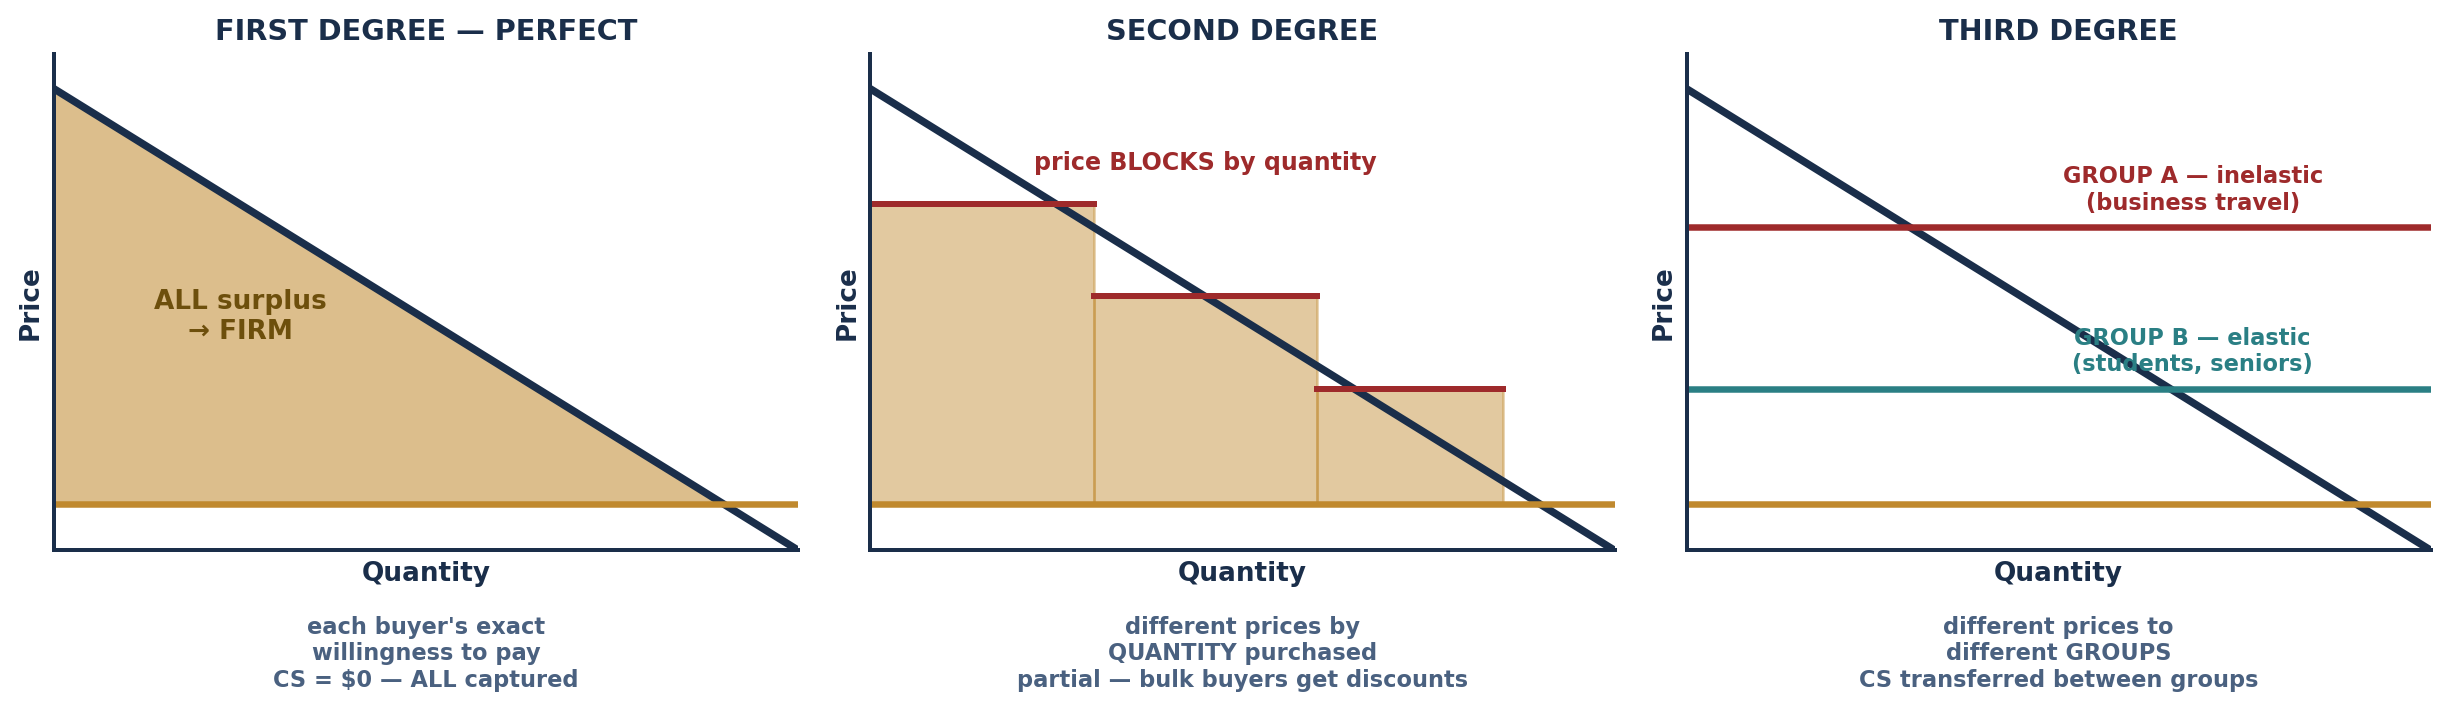 FIRST DEGREE — PERFECT
Price
ALL surplus
→ FIRM
Quantity
each buyer's exact
willingness to pay
CS = $0 — ALL captured
SECOND DEGREE
Price
price BLOCKS by quantity
Quantity
different prices by
QUANTITY purchased
partial — bulk buyers get discounts
THIRD DEGREE
Price
GROUP A — inelastic
(business travel)
GROUP B — elastic
(students, seniors)
Quantity
different prices to
different GROUPS
CS transferred between groups